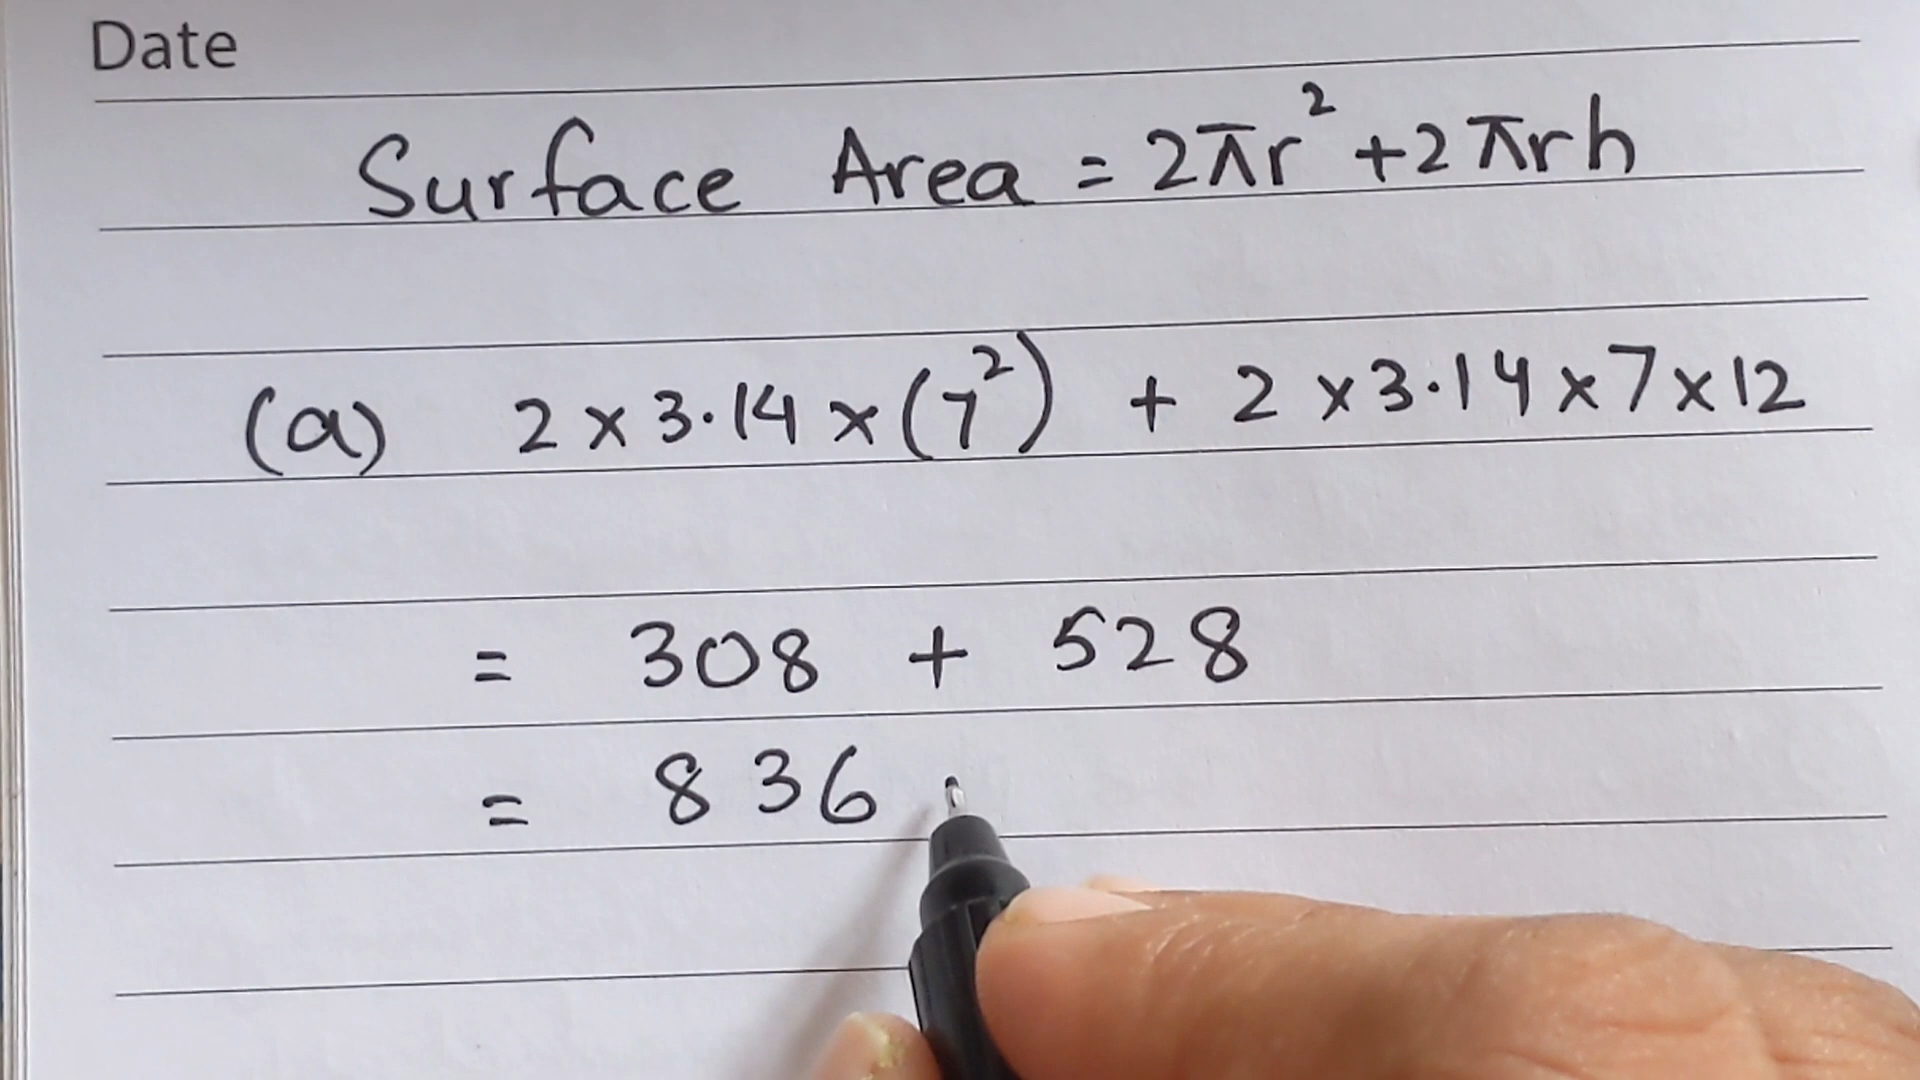 Date
Surface Area = 2πr² + 2πrh
(a) 2 × 3.14 × (7²) + 2 × 3.14 × 7 × 12
= 308 + 528
= 836